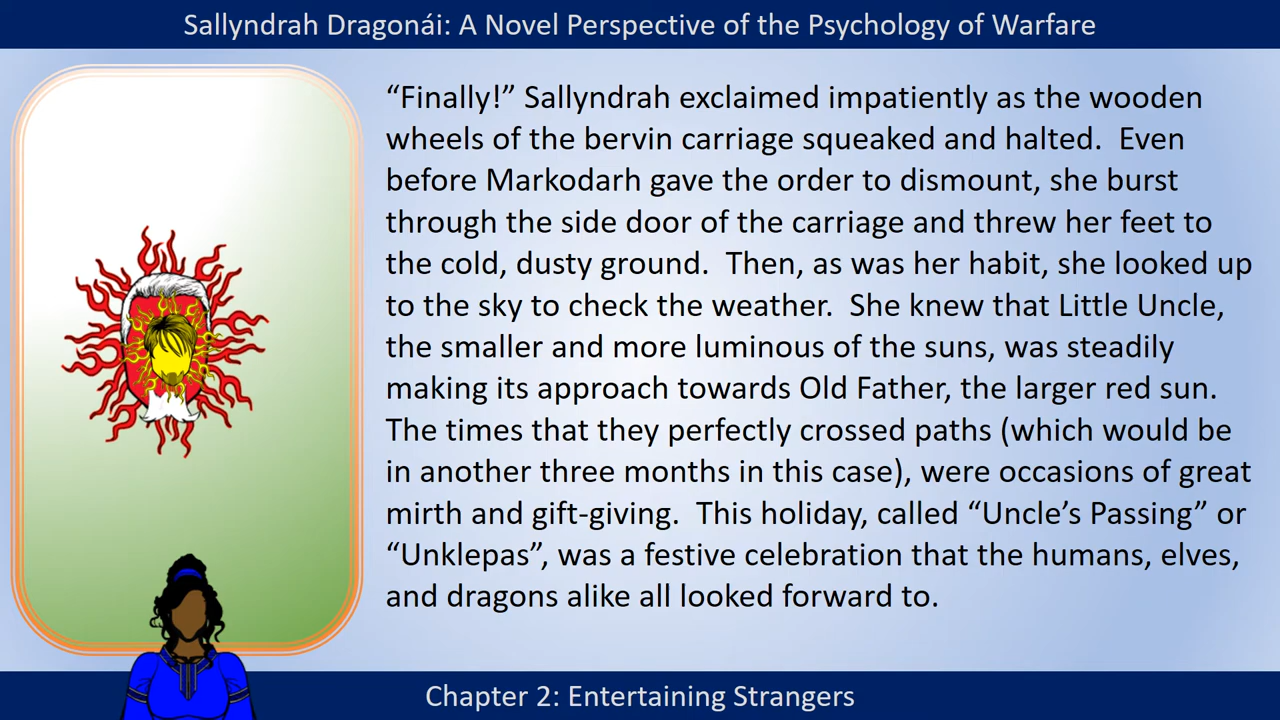 Sallyndrah Dragonái: A Novel Perspective of the Psychology of Warfare
“Finally!” Sallyndrah exclaimed impatiently as the wooden
wheels of the bervin carriage squeaked and halted.  Even
before Markodarh gave the order to dismount, she burst
through the side door of the carriage and threw her feet to
the cold, dusty ground.  Then, as was her habit, she looked up
to the sky to check the weather.  She knew that Little Uncle,
the smaller and more luminous of the suns, was steadily
making its approach towards Old Father, the larger red sun.
The times that they perfectly crossed paths (which would be
in another three months in this case), were occasions of great
mirth and gift-giving.  This holiday, called “Uncle’s Passing” or
“Unklepas”, was a festive celebration that the humans, elves,
and dragons alike all looked forward to.
Chapter 2: Entertaining Strangers